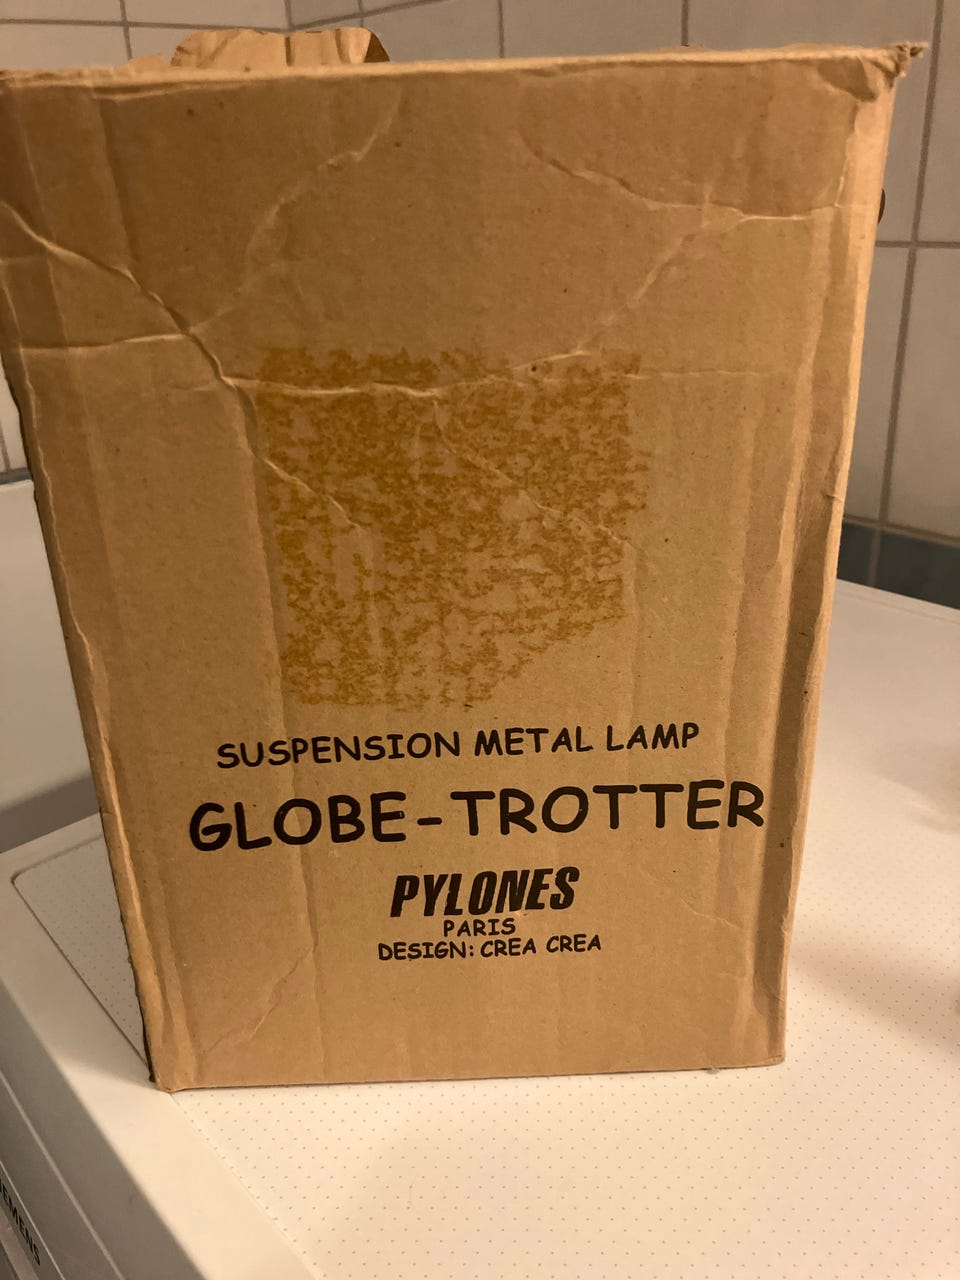 SUSPENSION METAL LAMP
GLOBE-TROTTER
PYLONES
PARIS
DESIGN: CREA CREA